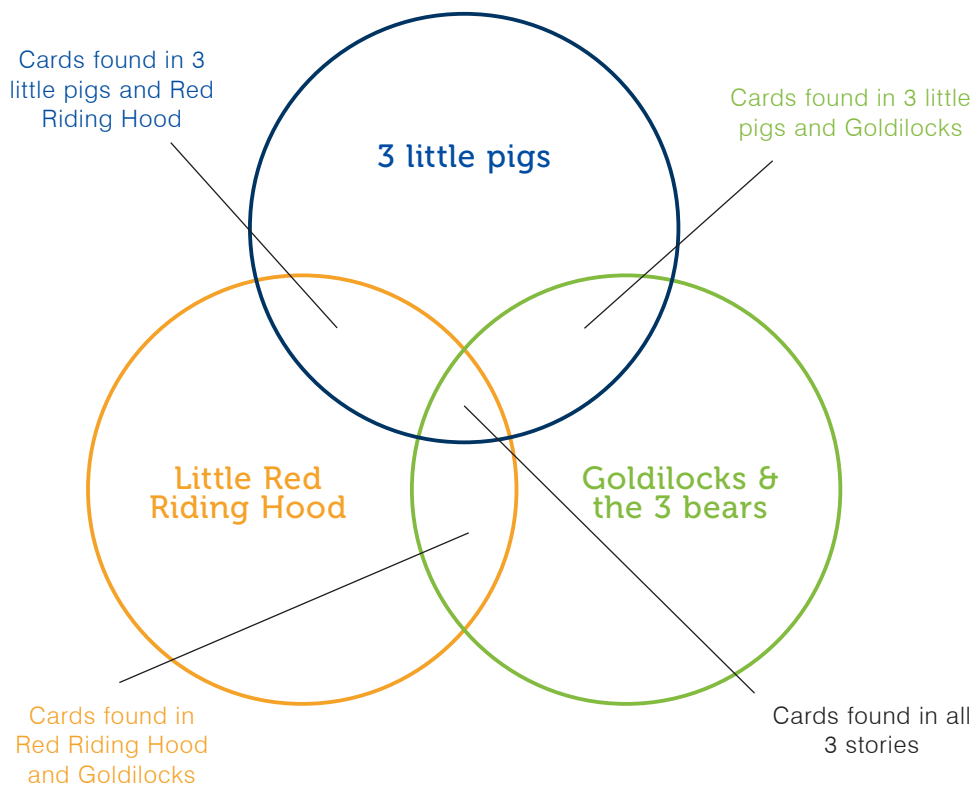 Cards found in 3
little pigs and Red
Riding Hood
Cards found in 3 little
pigs and Goldilocks
3 little pigs
Little Red
Riding Hood
Goldilocks &
the 3 bears
Cards found in
Red Riding Hood
and Goldilocks
Cards found in all
3 stories